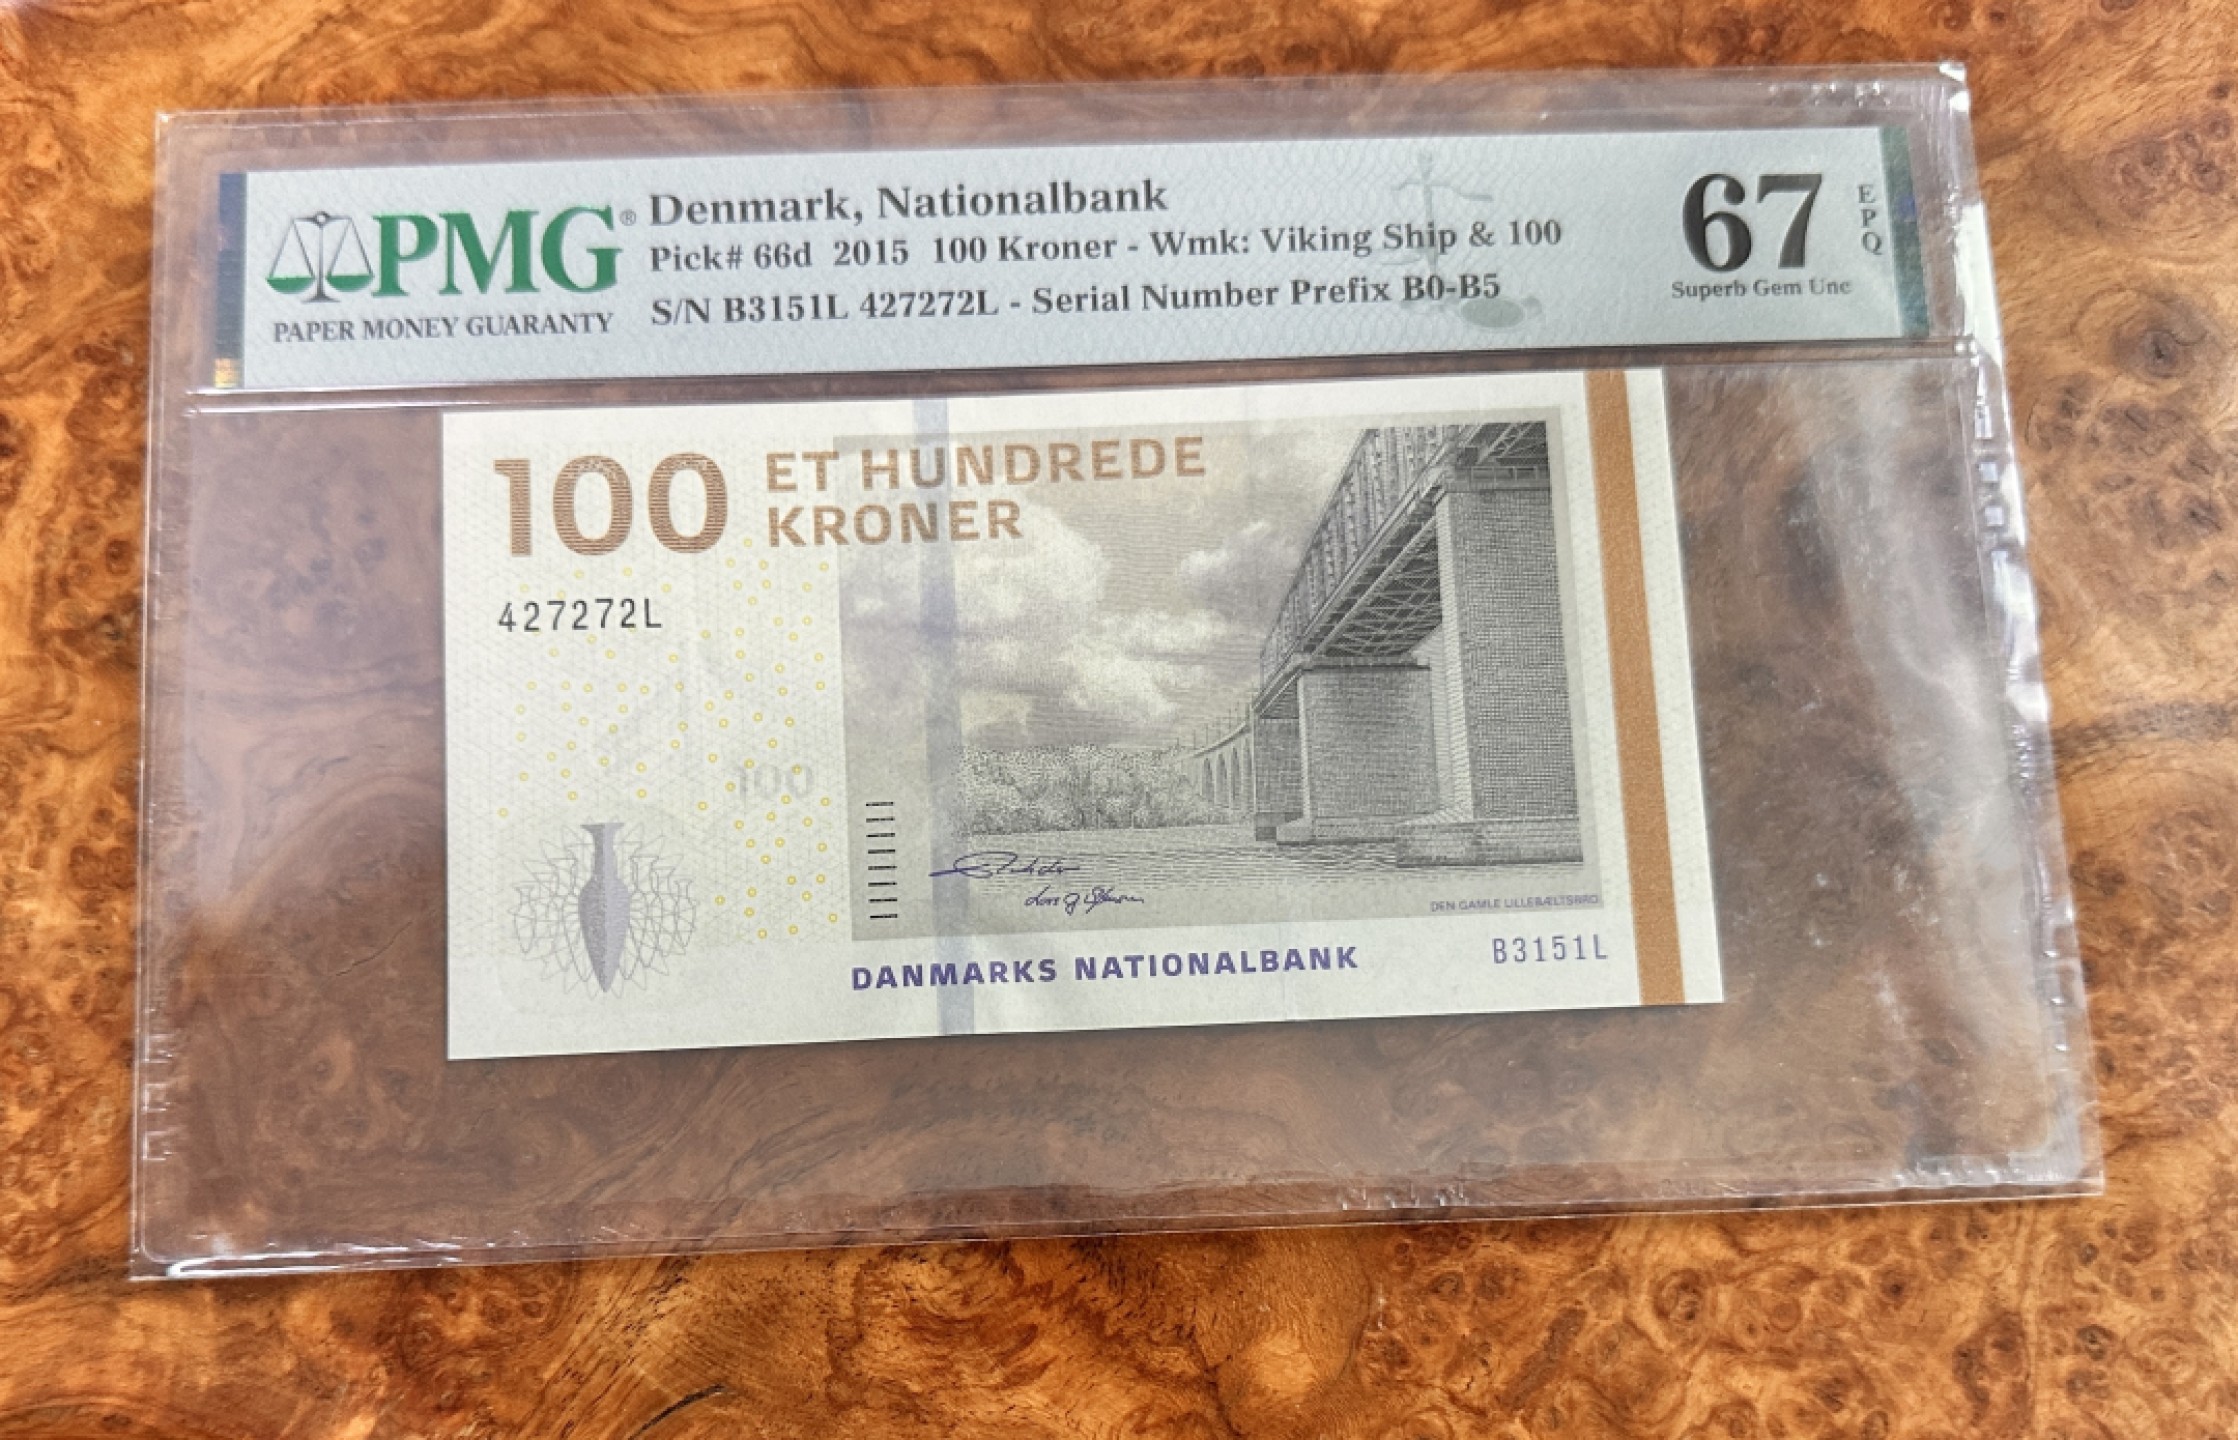 PMG®
PAPER MONEY GUARANTY
Denmark, Nationalbank
Pick# 66d 2015 100 Kroner - Wmk: Viking Ship & 100
S/N B3151L 427272L - Serial Number Prefix B0-B5
67
EPQ
Superb Gem Unc
100
ET HUNDREDE
KRONER
427272L
100
DEN GAMLE LILLEBÆLTSBRO
DANMARKS NATIONALBANK
B3151L